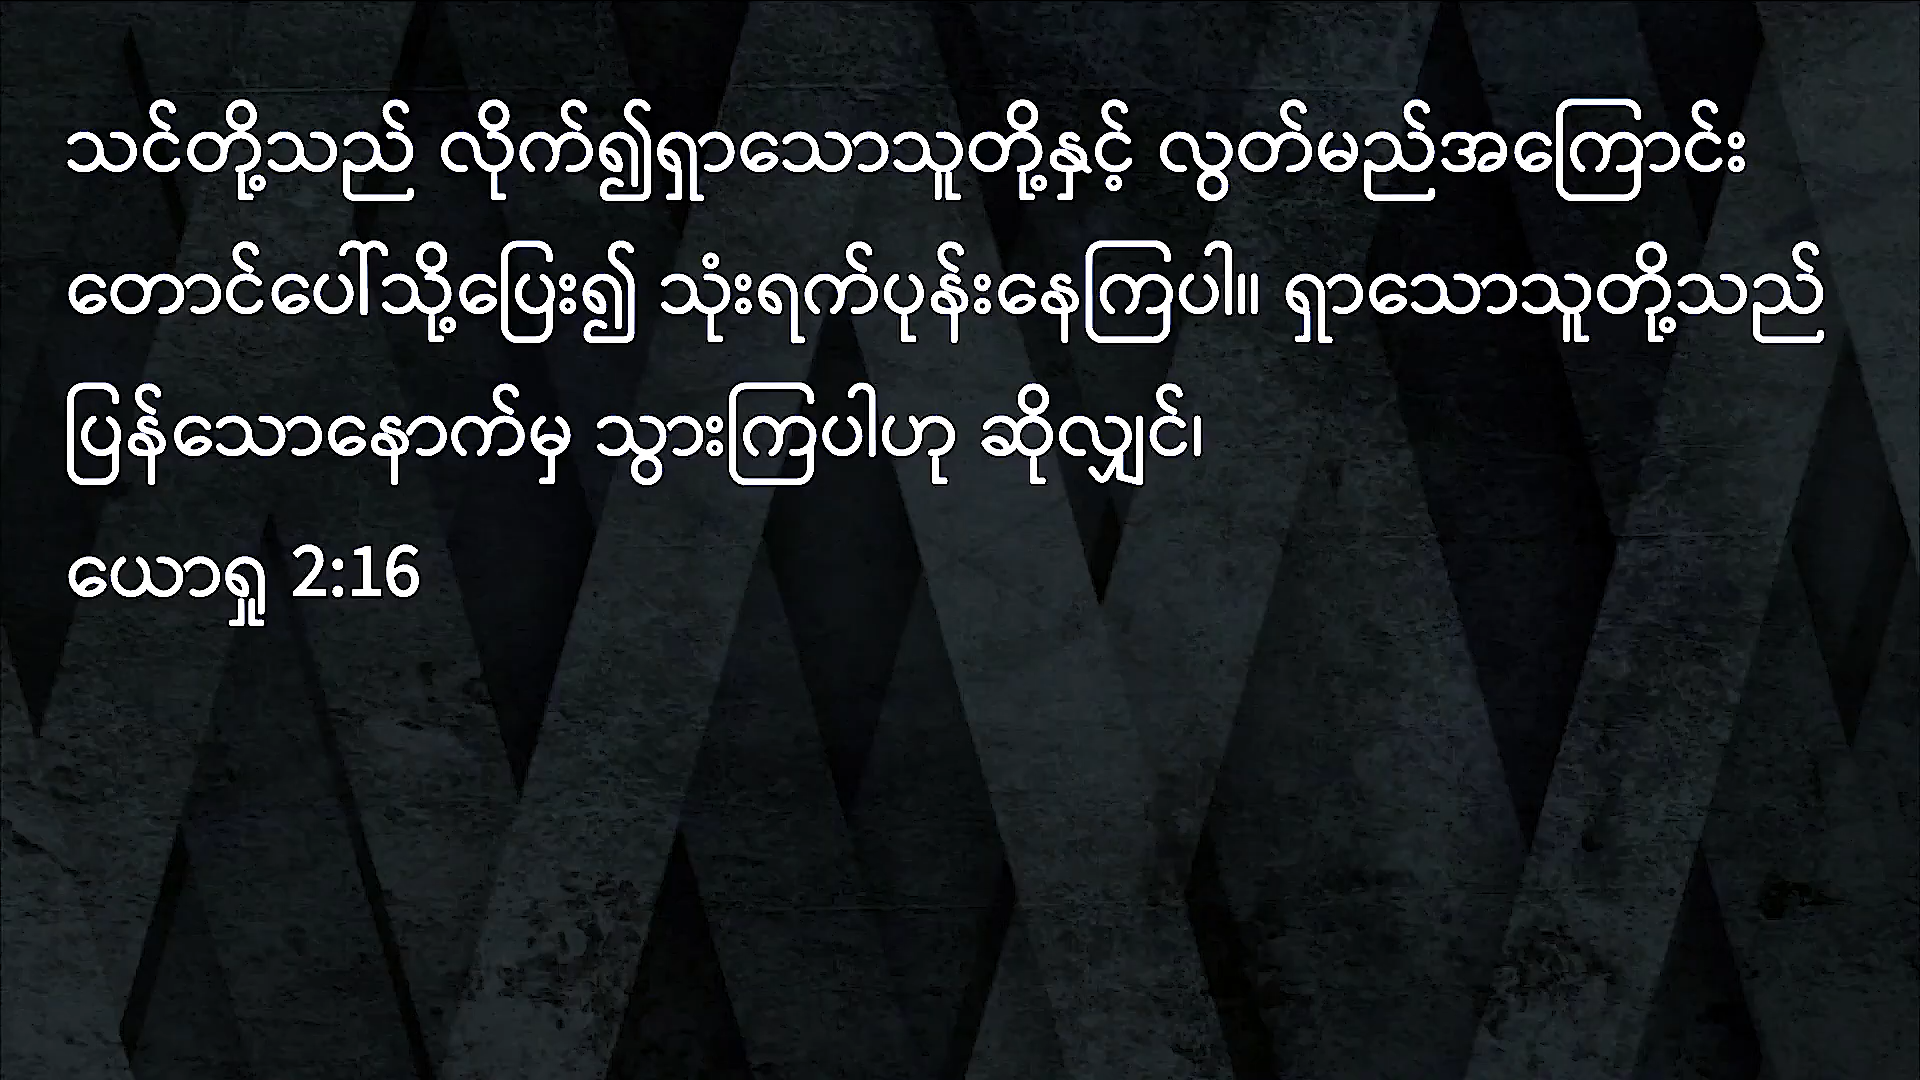 သင်တို့သည် လိုက်၍ရှာသောသူတို့နှင့် လွတ်မည်အကြောင်း
တောင်ပေါ်သို့ပြေး၍ သုံးရက်ပုန်းနေကြပါ။ ရှာသောသူတို့သည်
ပြန်သောနောက်မှ သွားကြပါဟု ဆိုလျှင်၊
ယောရှူ 2:16